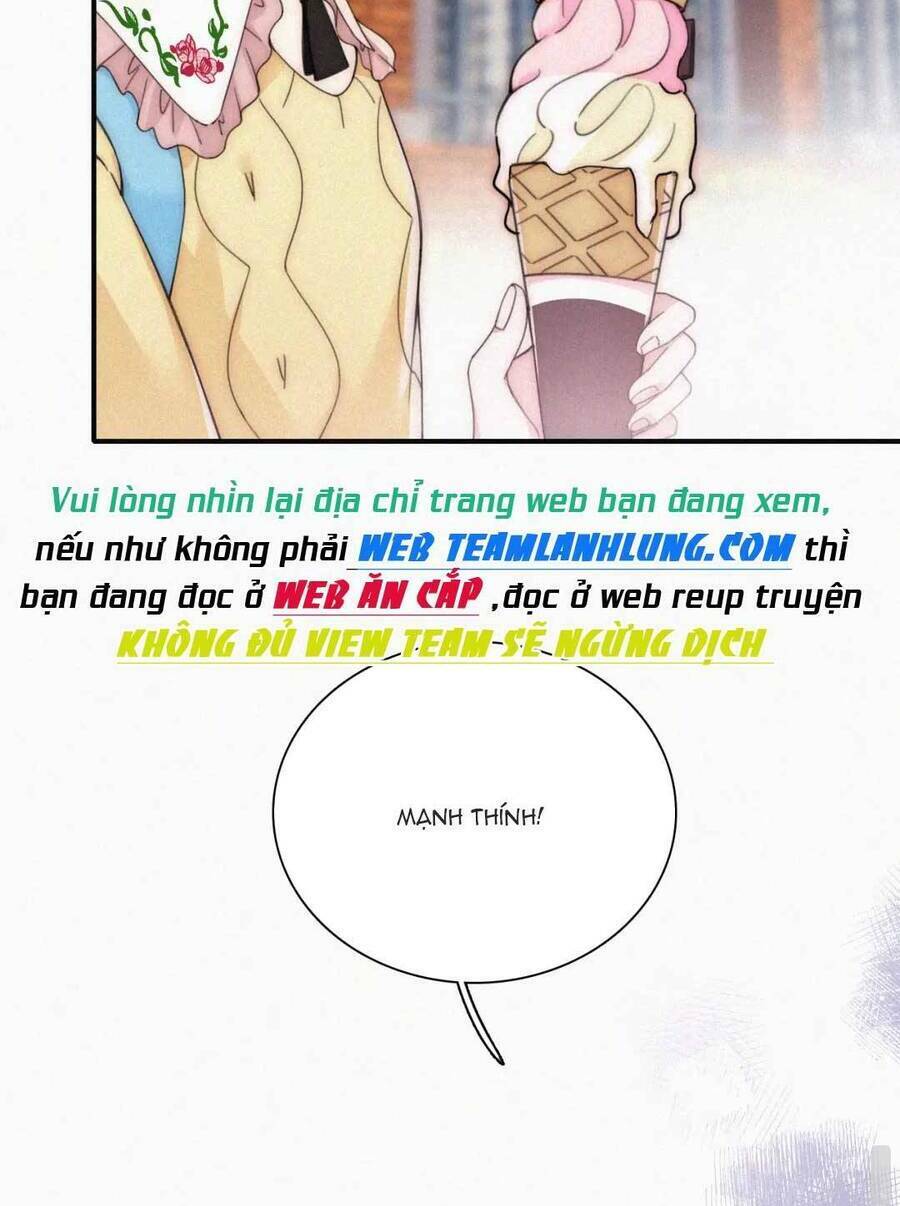 Vui lòng nhìn lại địa chỉ trang web bạn đang xem,
nếu như không phải WEB TEAMLANHLUNG.COM thì
bạn đang đọc ở WEB ĂN CẮP ,đọc ở web reup truyện
KHÔNG ĐỦ VIEW TEAM SẼ NGỪNG DỊCH
MẠNH THÍNH!